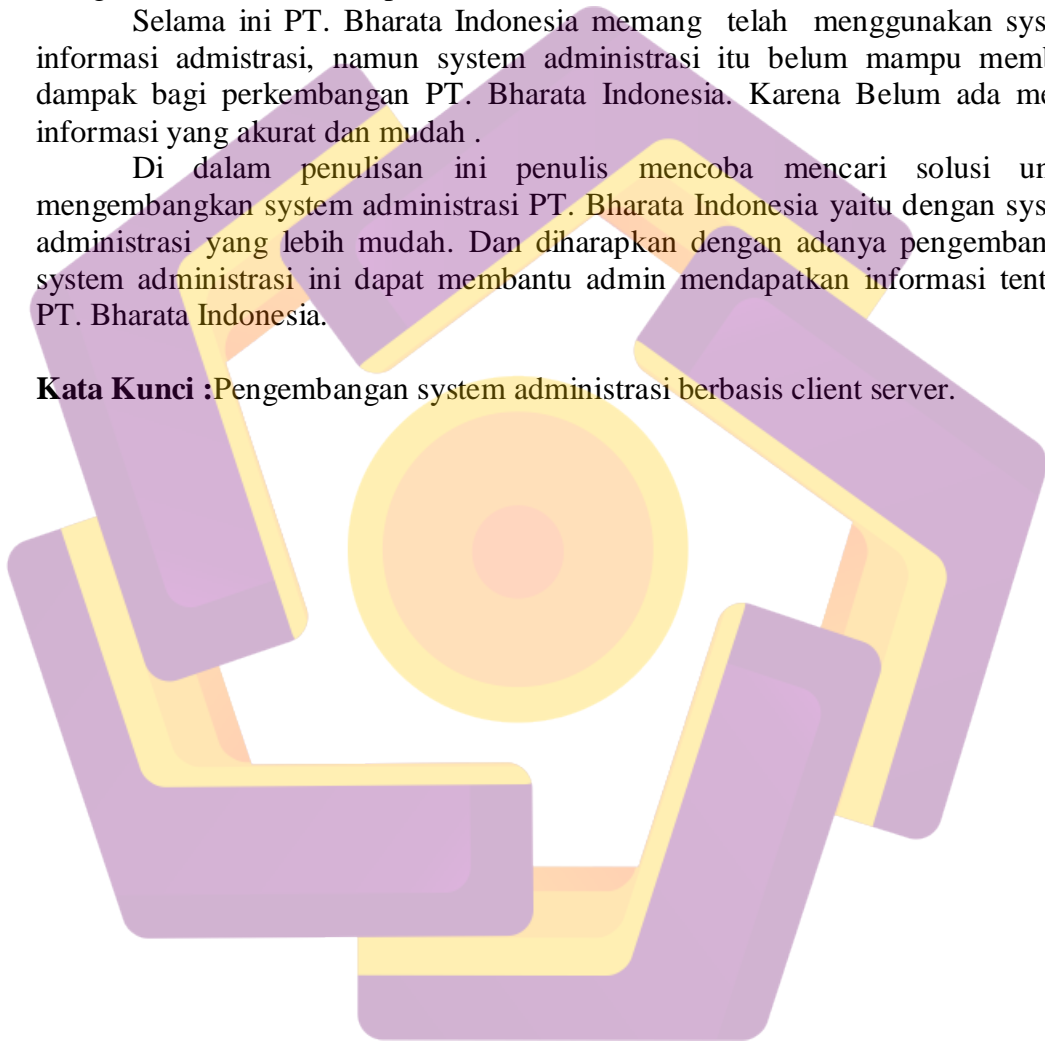 Selama ini PT. Bharata Indonesia memang telah menggunakan sys
informasi admistrasi, namun system administrasi itu belum mampu memb
dampak bagi perkembangan PT. Bharata Indonesia. Karena Belum ada me
informasi yang akurat dan mudah .
Di dalam penulisan ini penulis mencoba mencari solusi un
mengembangkan system administrasi PT. Bharata Indonesia yaitu dengan sys
administrasi yang lebih mudah. Dan diharapkan dengan adanya pengemban
system administrasi ini dapat membantu admin mendapatkan informasi tent
PT. Bharata Indonesia.
Kata Kunci :Pengembangan system administrasi berbasis client server.